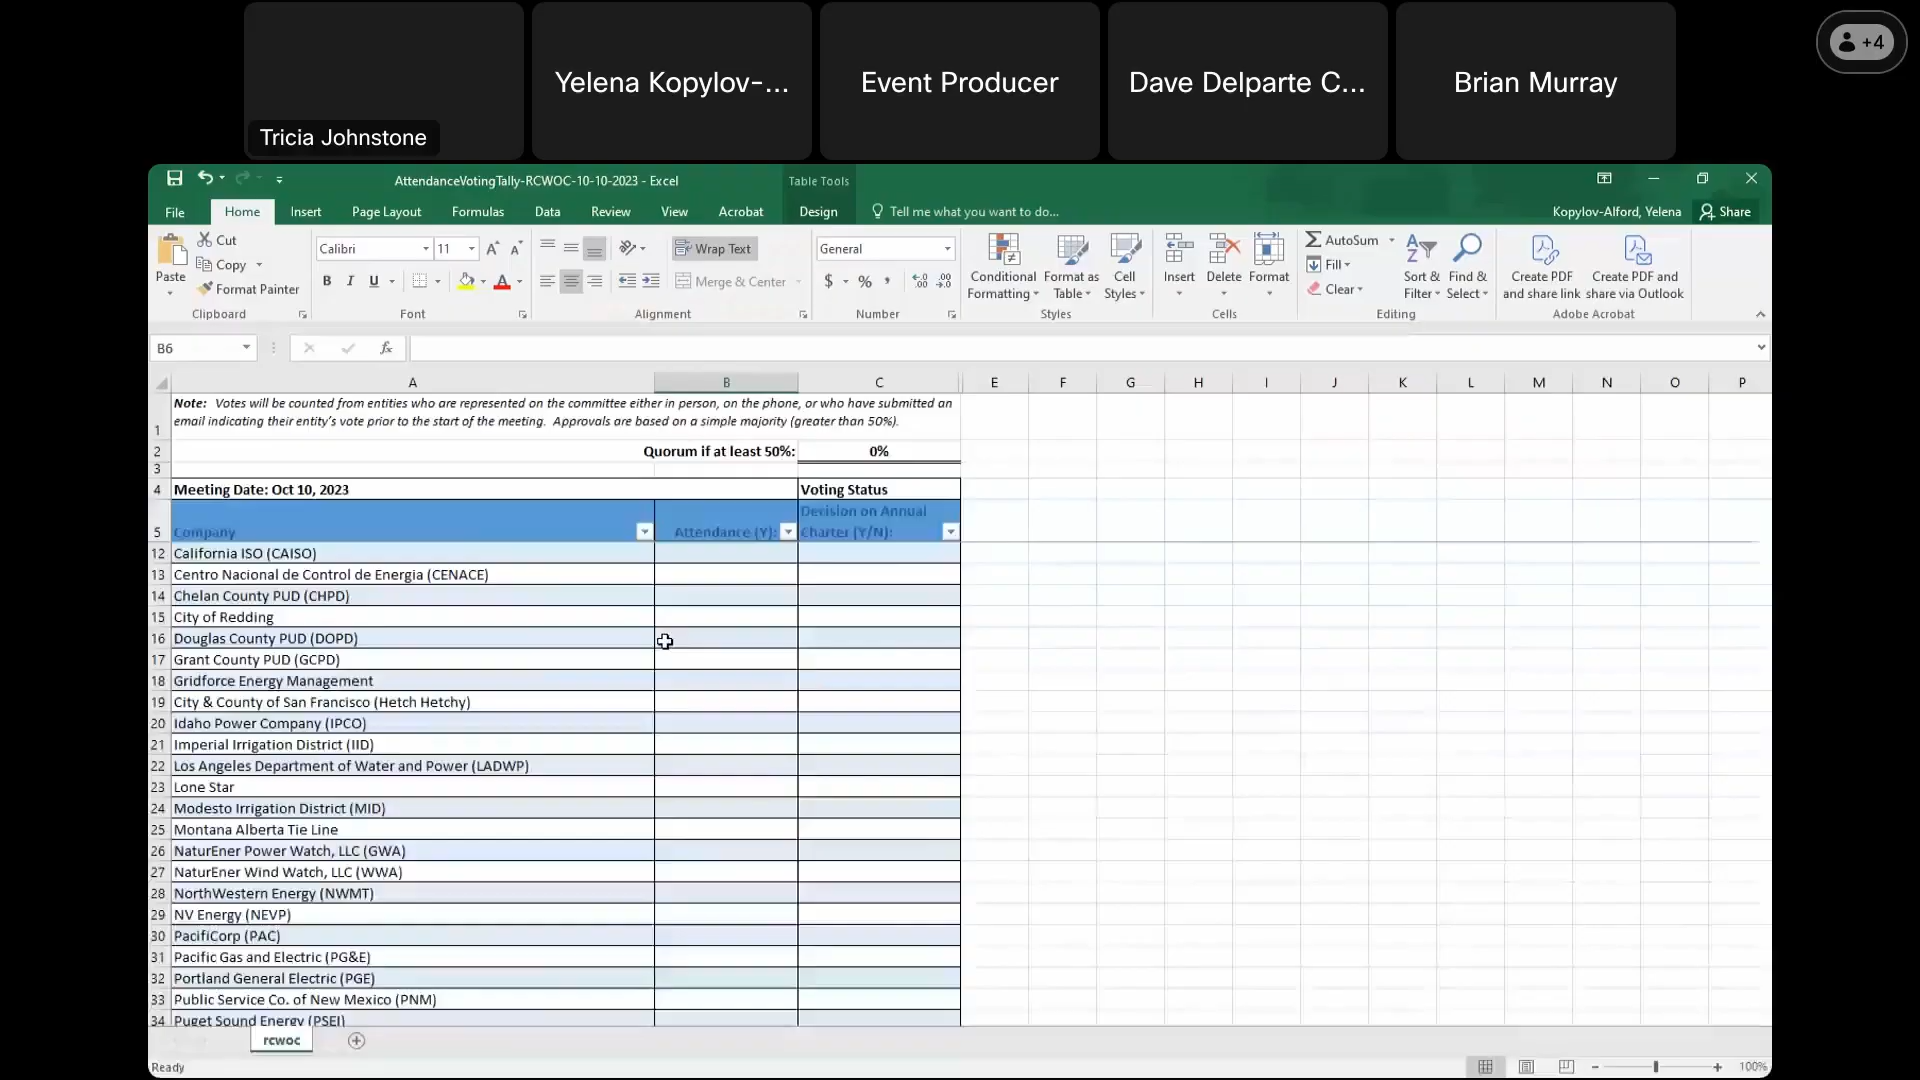 Tricia Johnstone
Yelena Kopylov-...
Event Producer
Dave Delparte C...
Brian Murray
+4
AttendanceVotingTally-RCWOC-10-10-2023 - Excel
Table Tools
File
Home
Insert
Page Layout
Formulas
Data
Review
View
Acrobat
Design
Tell me what you want to do...
Kopylov-Alford, Yelena
Share
Paste
Cut
Copy
Format Painter
Clipboard
Calibri
11
B I U
Font
Wrap Text
Merge & Center
Alignment
General
$ % ,
Number
Conditional Formatting
Format as Table
Cell Styles
Styles
Insert
Delete
Format
Cells
AutoSum
Fill
Clear
Sort & Filter
Find & Select
Editing
Create PDF and share link
Create PDF and share via Outlook
Adobe Acrobat
B6
fx
A B C E F G H I J K L M N O P
1 Note: Votes will be counted from entities who are represented on the committee either in person, on the phone, or who have submitted an
email indicating their entity's vote prior to the start of the meeting. Approvals are based on a simple majority (greater than 50%).
2 Quorum if at least 50%: 0%
3
4 Meeting Date: Oct 10, 2023 Voting Status
5 Company Attendance (Y): Decision on Annual Charter (Y/N):
12 California ISO (CAISO)
13 Centro Nacional de Control de Energia (CENACE)
14 Chelan County PUD (CHPD)
15 City of Redding
16 Douglas County PUD (DOPD)
17 Grant County PUD (GCPD)
18 Gridforce Energy Management
19 City & County of San Francisco (Hetch Hetchy)
20 Idaho Power Company (IPCO)
21 Imperial Irrigation District (IID)
22 Los Angeles Department of Water and Power (LADWP)
23 Lone Star
24 Modesto Irrigation District (MID)
25 Montana Alberta Tie Line
26 NaturEner Power Watch, LLC (GWA)
27 NaturEner Wind Watch, LLC (WWA)
28 NorthWestern Energy (NWMT)
29 NV Energy (NEVP)
30 PacifiCorp (PAC)
31 Pacific Gas and Electric (PG&E)
32 Portland General Electric (PGE)
33 Public Service Co. of New Mexico (PNM)
34 Puget Sound Energy (PSEI)
rcwoc
Ready
100%